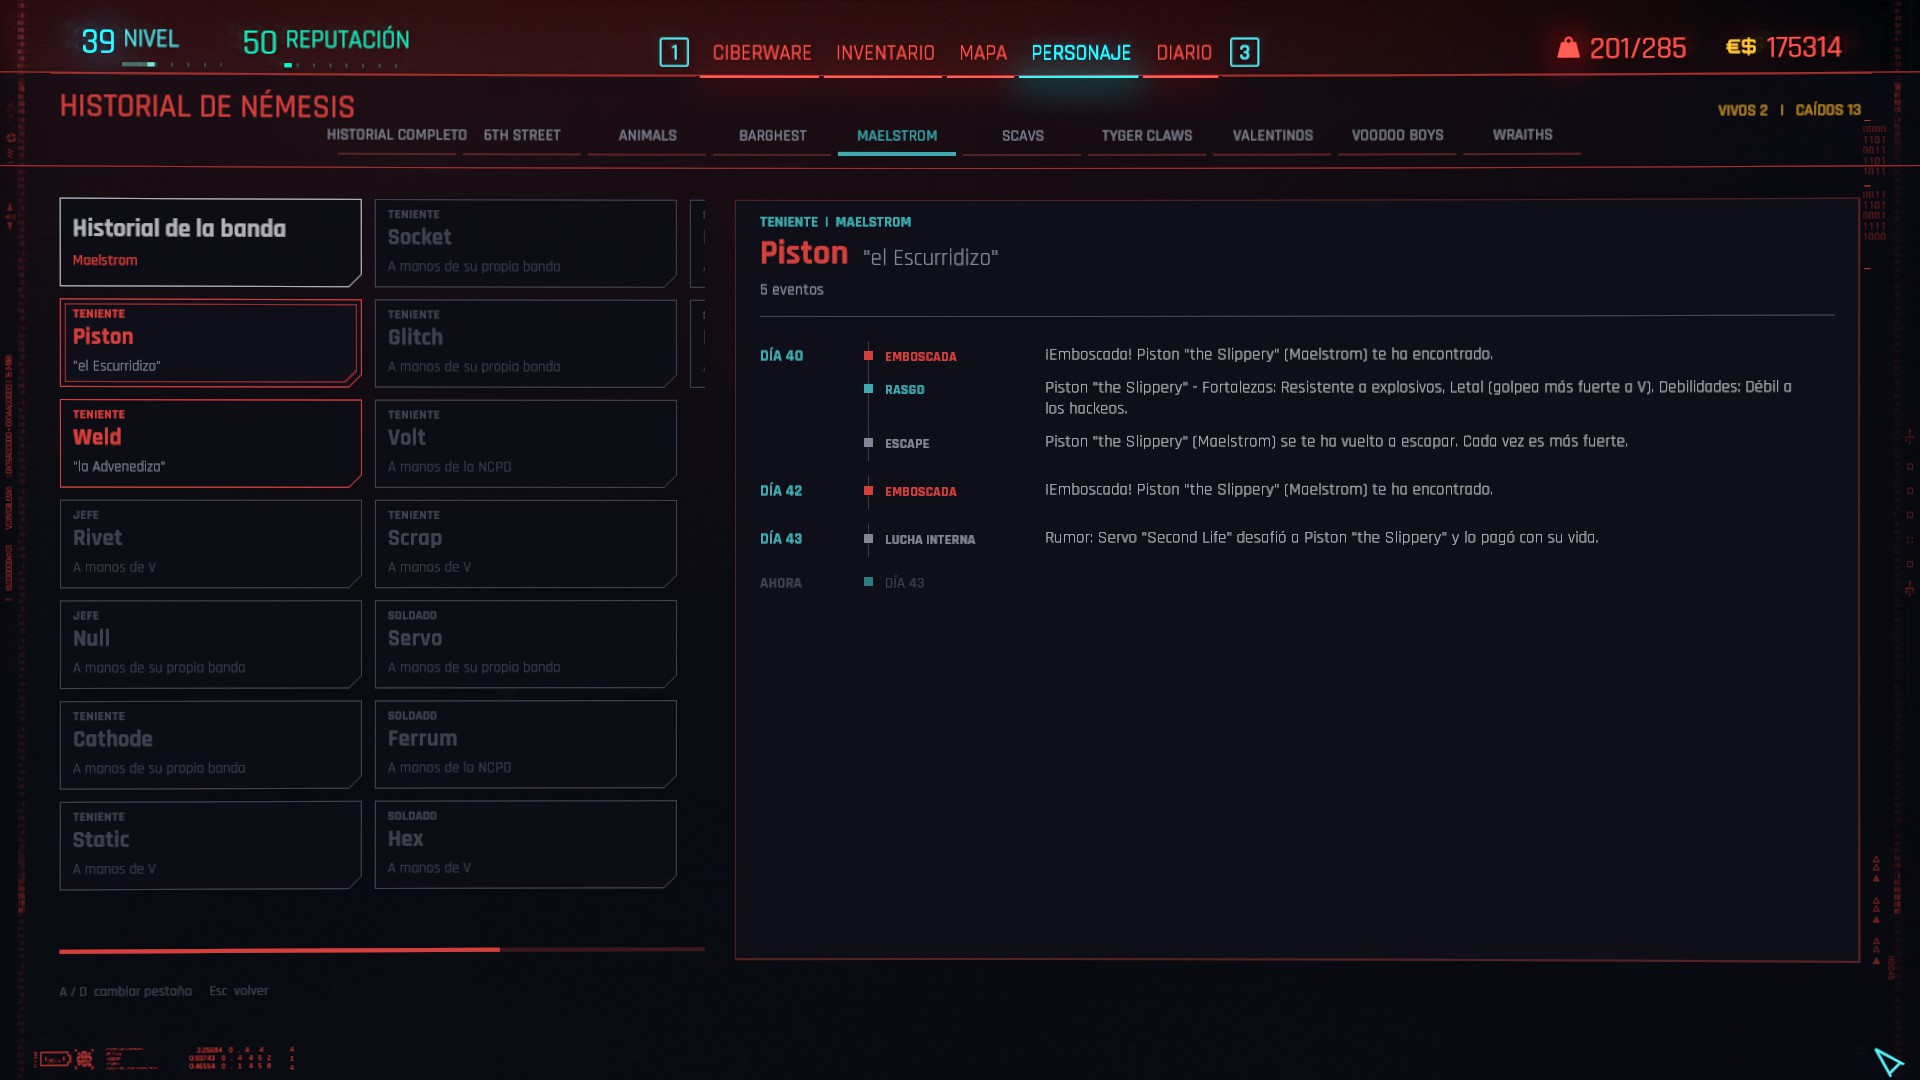 39 NIVEL
50 REPUTACIÓN
1 CIBERWARE INVENTARIO MAPA PERSONAJE DIARIO 3
201/285
€$ 175314
HISTORIAL DE NÉMESIS
VIVOS 2 | CAÍDOS 13
HISTORIAL COMPLETO 6TH STREET ANIMALS BARGHEST MAELSTROM SCAVS TYGER CLAWS VALENTINOS VOODOO BOYS WRAITHS
Historial de la banda
Maelstrom
TENIENTE
Piston
"el Escurridizo"
TENIENTE
Weld
"la Advenediza"
JEFE
Rivet
A manos de V
JEFE
Null
A manos de su propia banda
TENIENTE
Cathode
A manos de su propia banda
TENIENTE
Static
A manos de V
TENIENTE
Socket
A manos de su propia banda
TENIENTE
Glitch
A manos de su propia banda
TENIENTE
Volt
A manos de la NCPD
TENIENTE
Scrap
A manos de V
SOLDADO
Servo
A manos de su propia banda
SOLDADO
Ferrum
A manos de la NCPD
SOLDADO
Hex
A manos de V
TENIENTE | MAELSTROM
Piston "el Escurridizo"
5 eventos
DÍA 40 EMBOSCADA ¡Emboscada! Piston "the Slippery" (Maelstrom) te ha encontrado.
RASGO Piston "the Slippery" - Fortalezas: Resistente a explosivos, Letal (golpea más fuerte a V). Debilidades: Débil a
los hackeos.
ESCAPE Piston "the Slippery" (Maelstrom) se te ha vuelto a escapar. Cada vez es más fuerte.
DÍA 42 EMBOSCADA ¡Emboscada! Piston "the Slippery" (Maelstrom) te ha encontrado.
DÍA 43 LUCHA INTERNA Rumor: Servo "Second Life" desafió a Piston "the Slippery" y lo pagó con su vida.
AHORA DÍA 43
A / D cambiar pestaña Esc volver